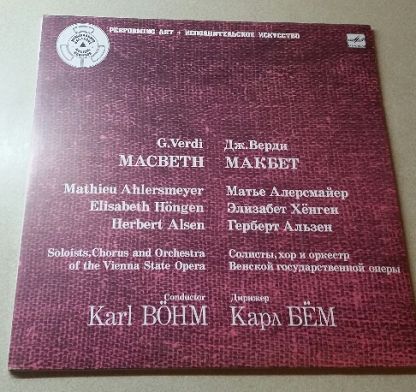 PERFORMING ART • ИСПОЛНИТЕЛЬСКОЕ ИСКУССТВО
G.Verdi Дж.Верди
MACBETH МАКБЕТ
Mathieu Ahlersmeyer Матье Алерсмайер
Elisabeth Höngen Элизабет Хёнген
Herbert Alsen Герберт Альзен
Soloists, Chorus and Orchestra Солисты, хор и оркестр
of the Vienna State Opera Венской государственной оперы
Conductor Дирижер
Karl BÖHM Карл БЁМ